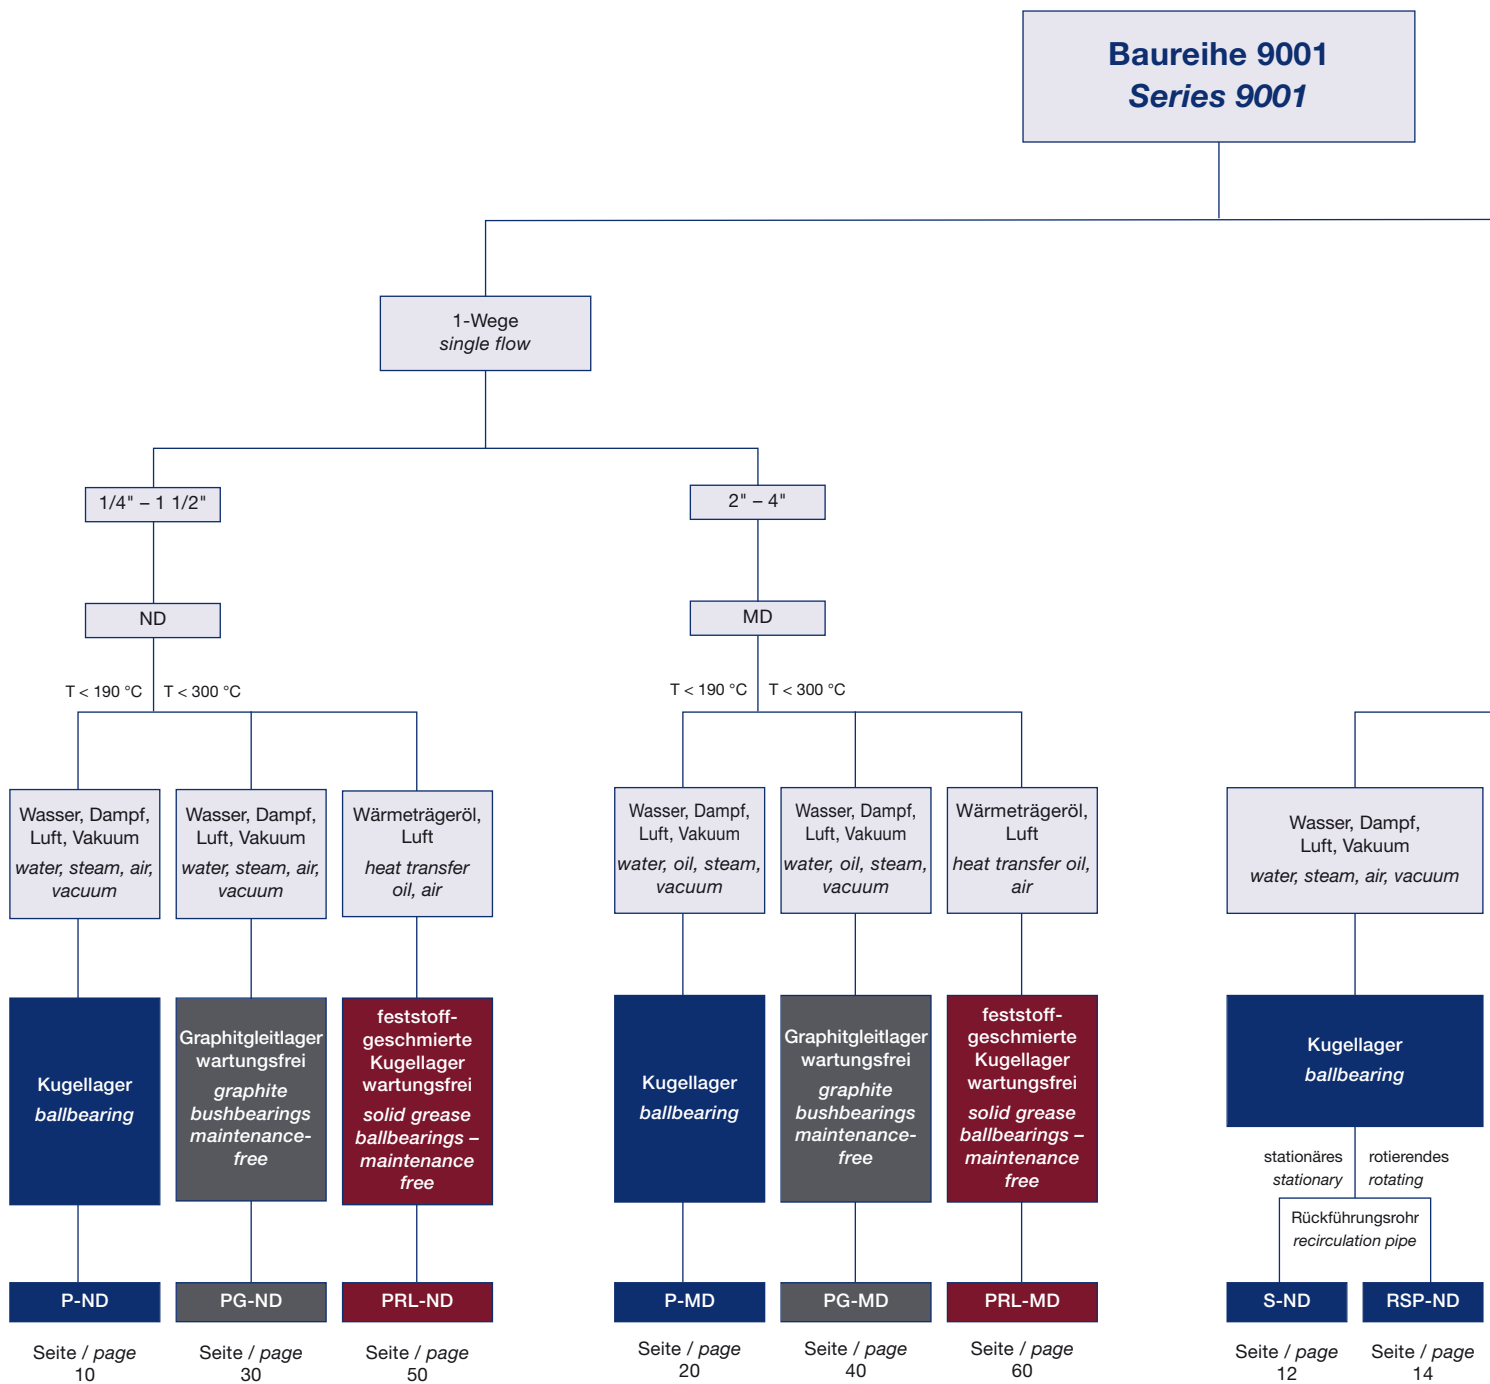 Baureihe 9001
Series 9001
1-Wege
single flow
1/4" – 1 1/2"
2" – 4"
ND
MD
T < 190 °C
T < 300 °C
T < 190 °C
T < 300 °C
Wasser, Dampf,
Luft, Vakuum
water, steam, air,
vacuum
Wasser, Dampf,
Luft, Vakuum
water, steam, air,
vacuum
Wärmeträgeröl,
Luft
heat transfer
oil, air
Wasser, Dampf,
Luft, Vakuum
water, oil, steam,
vacuum
Wasser, Dampf,
Luft, Vakuum
water, oil, steam,
vacuum
Wärmeträgeröl,
Luft
heat transfer oil,
air
Wasser, Dampf,
Luft, Vakuum
water, steam, air, vacuum
Kugellager
ballbearing
Graphitgleitlager
wartungsfrei
graphite
bushbearings
maintenance-
free
feststoff-
geschmierte
Kugellager
wartungsfrei
solid grease
ballbearings –
maintenance
free
Kugellager
ballbearing
Graphitgleitlager
wartungsfrei
graphite
bushbearings
maintenance-
free
feststoff-
geschmierte
Kugellager
wartungsfrei
solid grease
ballbearings –
maintenance
free
Kugellager
ballbearing
stationäres
stationary
rotierendes
rotating
Rückführungsrohr
recirculation pipe
P-ND
PG-ND
PRL-ND
P-MD
PG-MD
PRL-MD
S-ND
RSP-ND
Seite / page
10
Seite / page
30
Seite / page
50
Seite / page
20
Seite / page
40
Seite / page
60
Seite / page
12
Seite / page
14